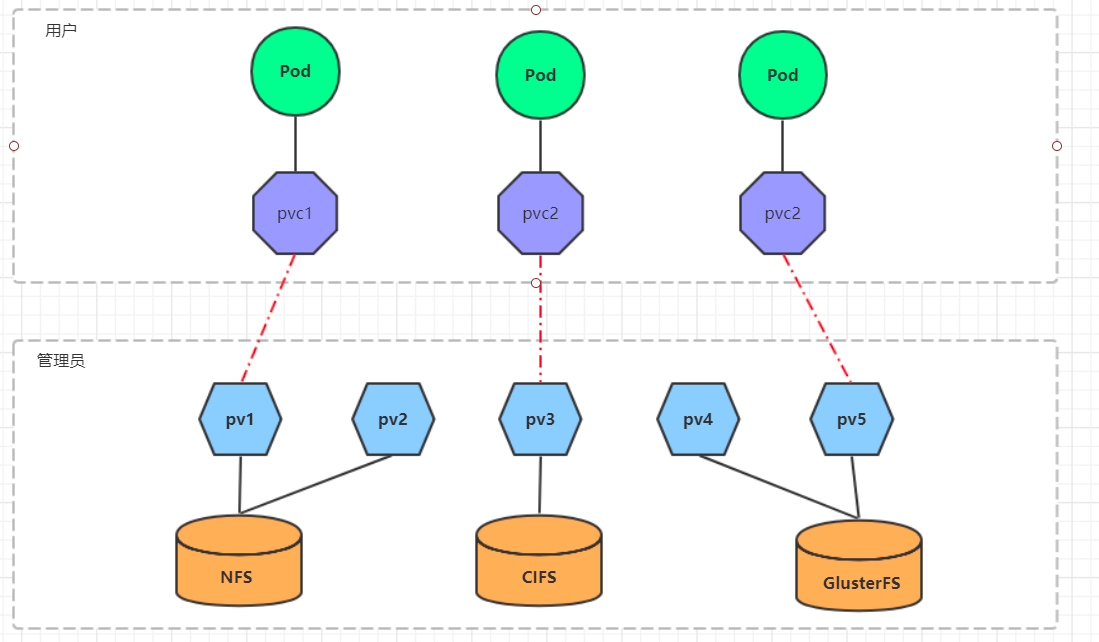 用户
Pod
Pod
Pod
pvc1
pvc2
pvc2
管理员
pv1
pv2
pv3
pv4
pv5
NFS
CIFS
GlusterFS